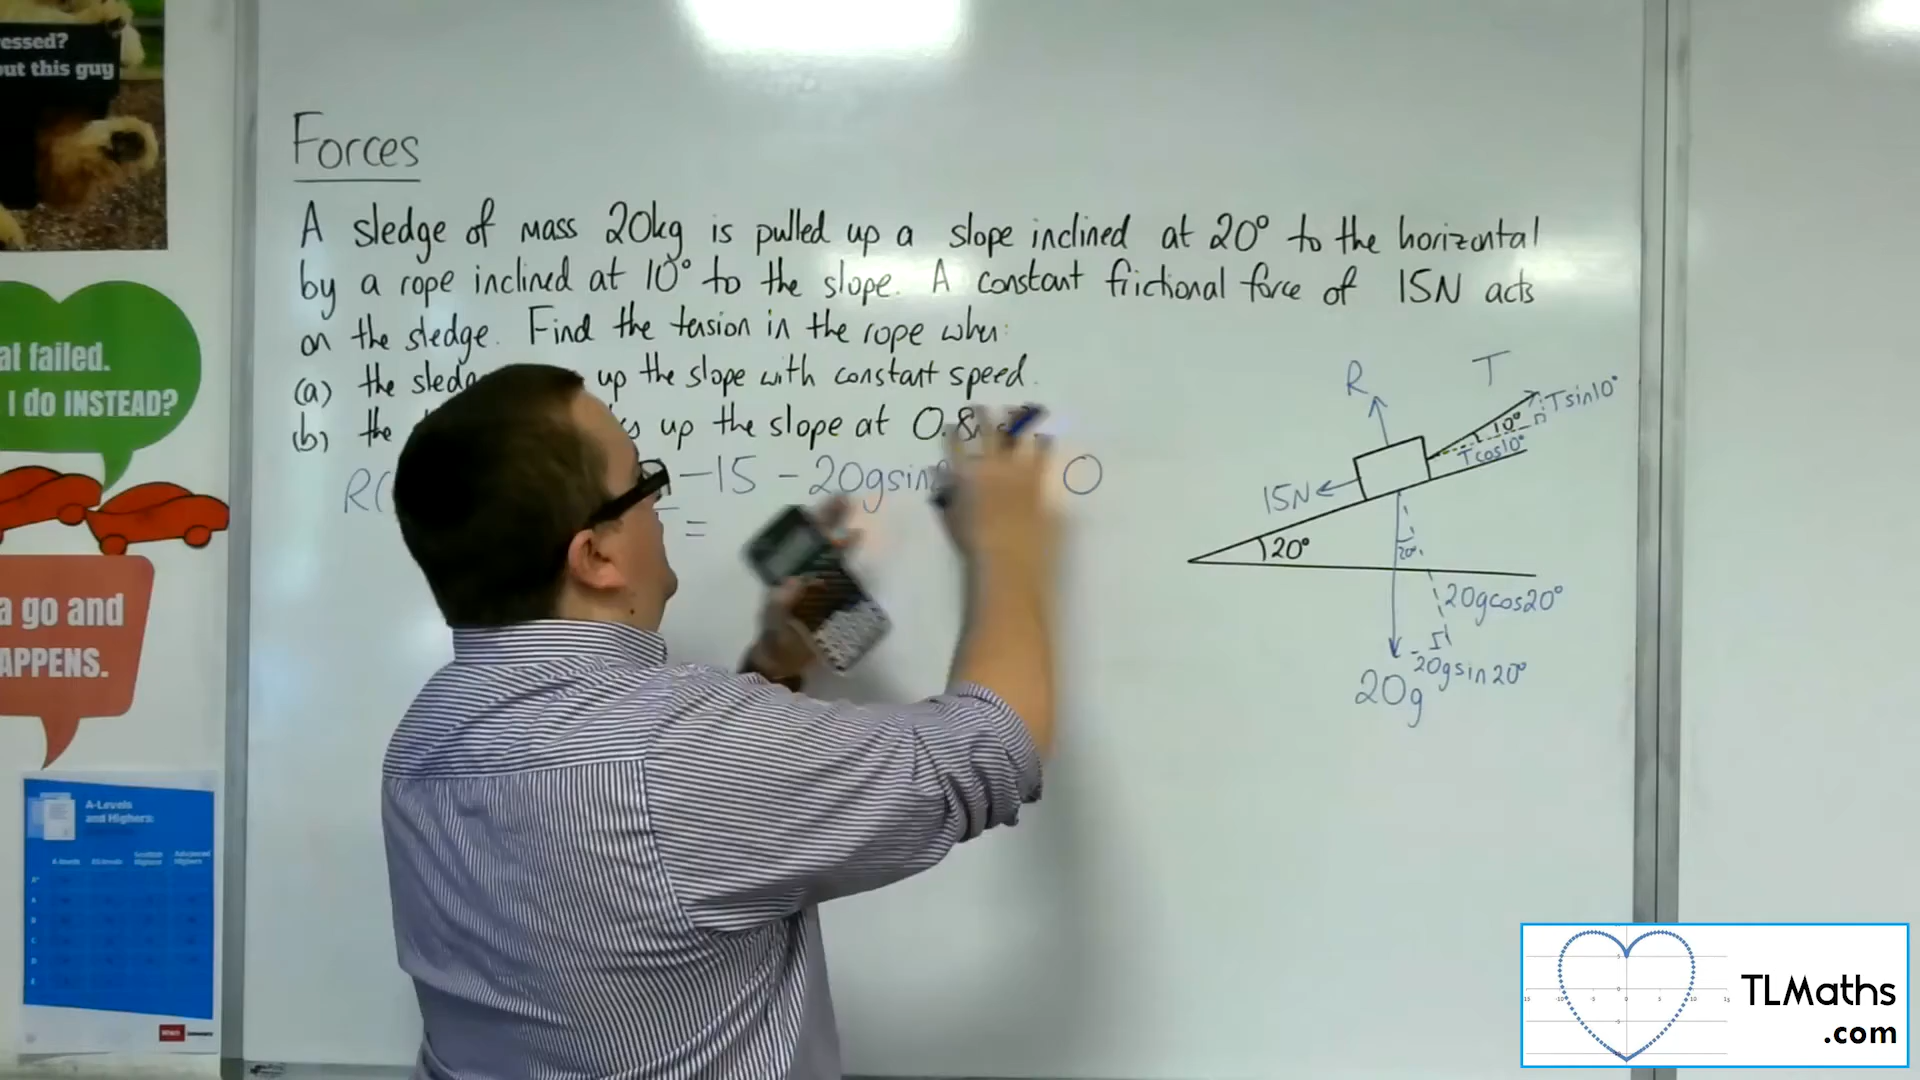 essed?
out this guy
at failed.
I do INSTEAD?
a go and
APPENS.
A-Levels
and Highers:
Forces
A sledge of mass 20kg is pulled up a slope inclined at 20° to the horizontal
by a rope inclined at 10° to the slope. A constant frictional force of 15N acts
on the sledge. Find the tension in the rope when:
(a) the sled up the slope with constant speed.
(b) the up the slope at 0.8
R( -15 - 20gsin 0
=
R
T
Tsin10°
10°
Tcos10°
15N
20°
20°
20gcos20°
20gsin20°
20g
TLMaths
.com